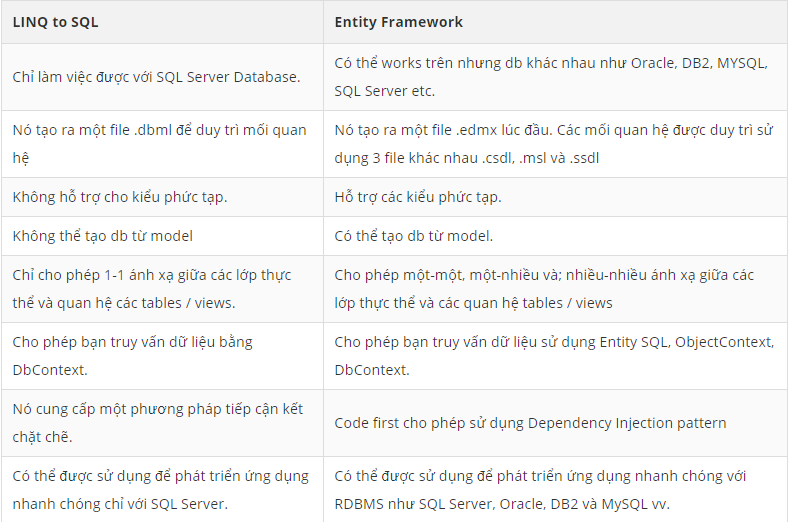 LINQ to SQL
Entity Framework
Chỉ làm việc được với SQL Server Database.
Có thể works trên nhưng db khác nhau như Oracle, DB2, MYSQL,
SQL Server etc.
Nó tạo ra một file .dbml để duy trì mối quan
hệ
Nó tạo ra một file .edmx lúc đầu. Các mối quan hệ được duy trì sử
dụng 3 file khác nhau .csdl, .msl và .ssdl
Không hỗ trợ cho kiểu phức tạp.
Hỗ trợ các kiểu phức tạp.
Không thể tạo db từ model
Có thể tạo db từ model.
Chỉ cho phép 1-1 ánh xạ giữa các lớp thực
thể và quan hệ các tables / views.
Cho phép một-một, một-nhiều và; nhiều-nhiều ánh xạ giữa các
lớp thực thể và các quan hệ tables / views
Cho phép bạn truy vấn dữ liệu bằng
DbContext.
Cho phép bạn truy vấn dữ liệu sử dụng Entity SQL, ObjectContext,
DbContext.
Nó cung cấp một phương pháp tiếp cận kết
chặt chẽ.
Code first cho phép sử dụng Dependency Injection pattern
Có thể được sử dụng để phát triển ứng dụng
nhanh chóng chỉ với SQL Server.
Có thể được sử dụng để phát triển ứng dụng nhanh chóng với
RDBMS như SQL Server, Oracle, DB2 và MySQL vv.